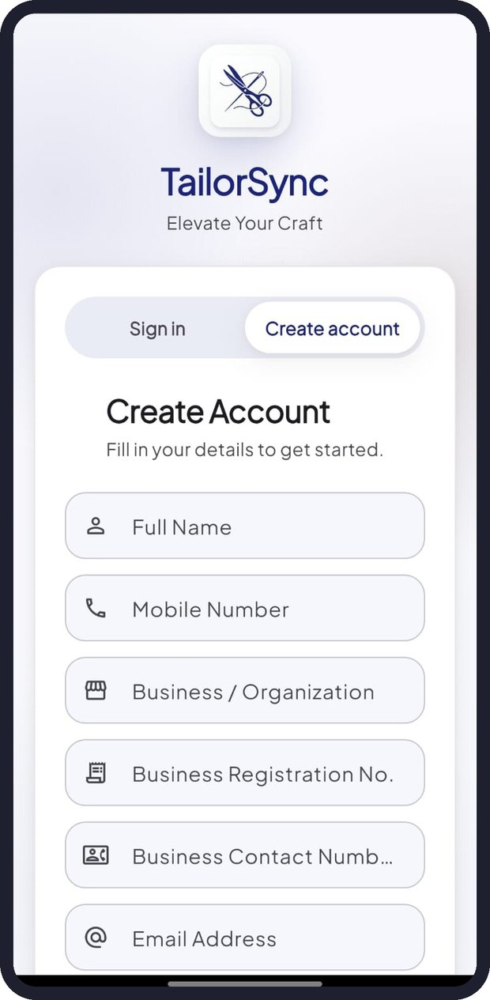 TailorSync
Elevate Your Craft
Sign in
Create account
Create Account
Fill in your details to get started.
Full Name
Mobile Number
Business / Organization
Business Registration No.
Business Contact Numb...
Email Address